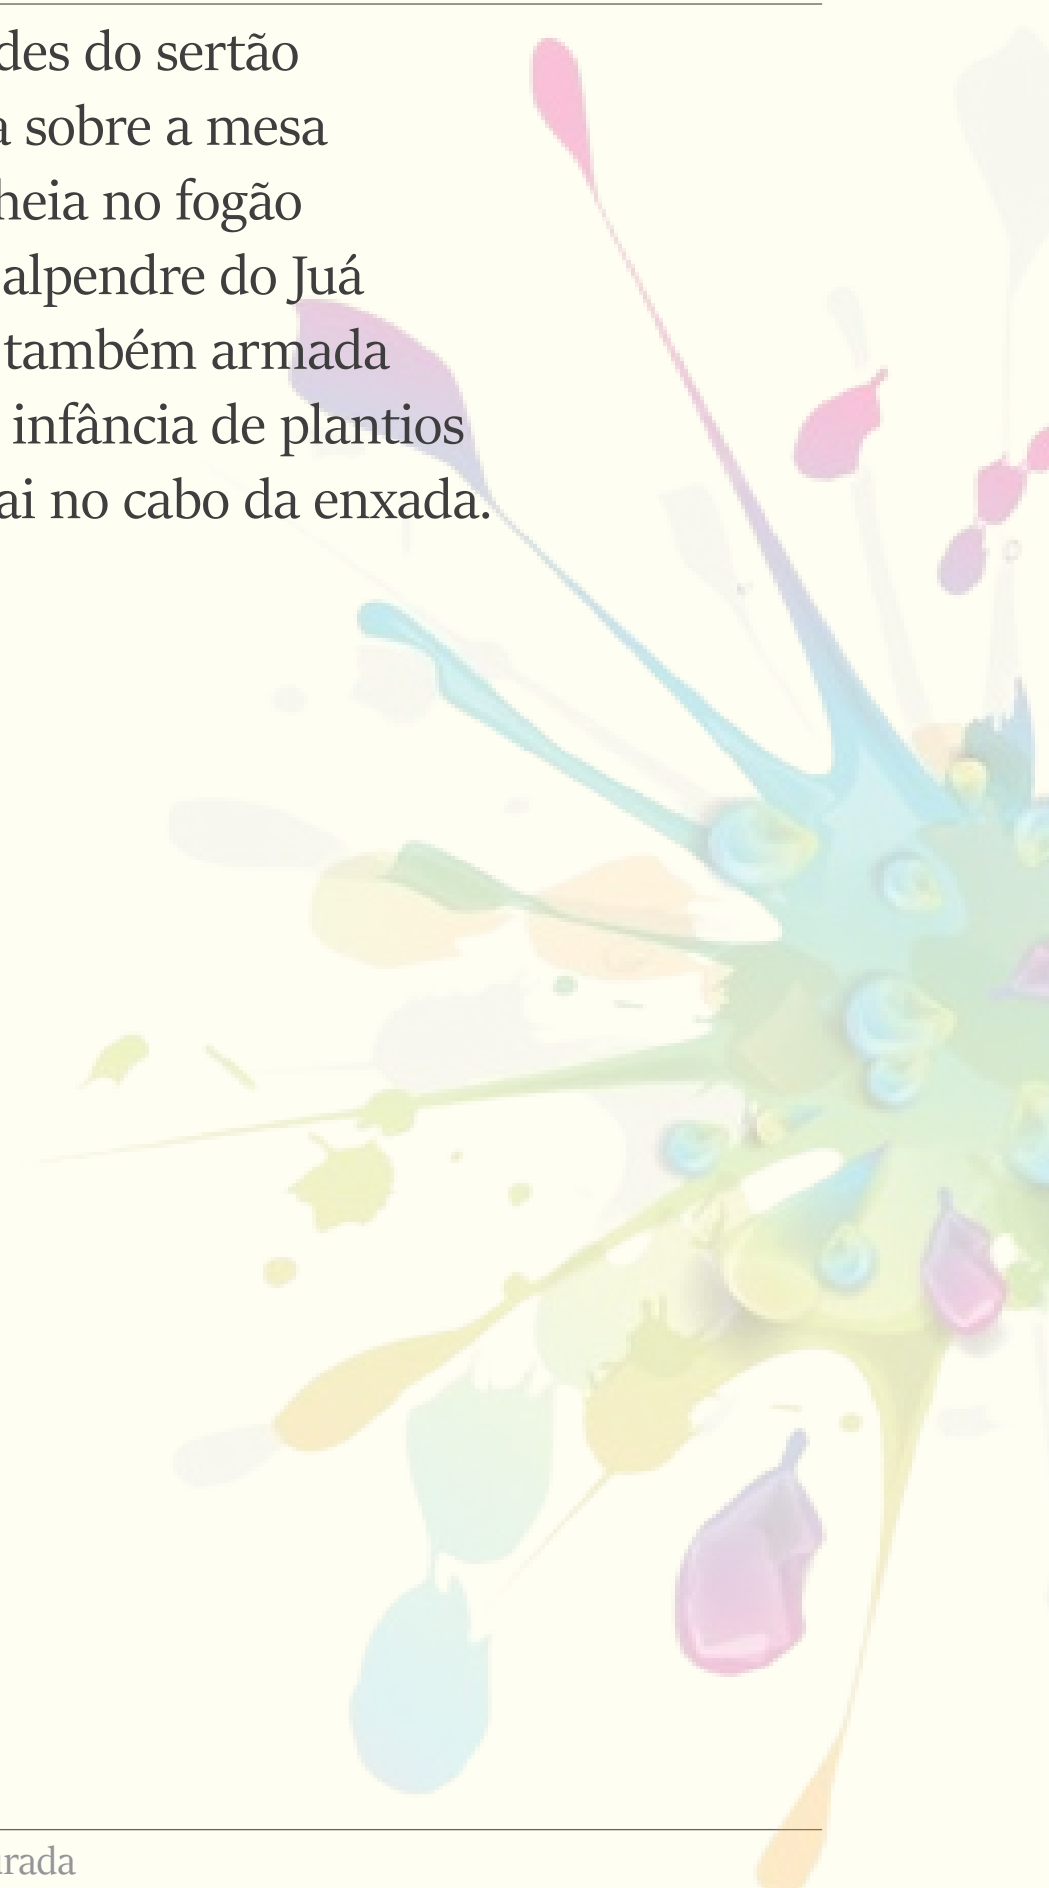 des do sertão
a sobre a mesa
heia no fogão
alpendre do Juá
também armada
infância de plantios
ai no cabo da enxada.
urada